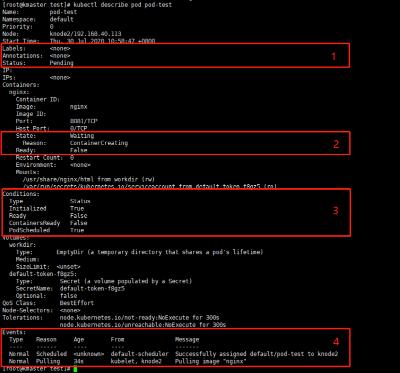 [root@kmaster test]# kubectl describe pod pod-test
Name: pod-test
Namespace: default
Priority: 0
Node: knode2/192.168.40.113
Start Time: Thu, 30 Jul 2020 10:58:47 +0800
Labels: <none>
Annotations: <none>
Status: Pending
1
IP:
IPs: <none>
Containers:
nginx:
Container ID:
Image: nginx
Image ID:
Port: 8081/TCP
Host Port: 0/TCP
State: Waiting
Reason: ContainerCreating
Ready: False
2
Restart Count: 0
Environment: <none>
Mounts:
/usr/share/nginx/html from workdir (rw)
/var/run/secrets/kubernetes.io/serviceaccount from default-token-f8gz5 (ro)
Conditions:
Type Status
Initialized True
Ready False
ContainersReady False
PodScheduled True
3
Volumes:
workdir:
Type: EmptyDir (a temporary directory that shares a pod's lifetime)
Medium:
SizeLimit: <unset>
default-token-f8gz5:
Type: Secret (a volume populated by a Secret)
SecretName: default-token-f8gz5
Optional: false
QoS Class: BestEffort
Node-Selectors: <none>
Tolerations: node.kubernetes.io/not-ready:NoExecute for 300s
node.kubernetes.io/unreachable:NoExecute for 300s
Events:
Type Reason Age From Message
---- ------ ---- ---- -------
Normal Scheduled <unknown> default-scheduler Successfully assigned default/pod-test to knode2
Normal Pulling 34s kubelet, knode2 Pulling image "nginx"
4
[root@kmaster test]#